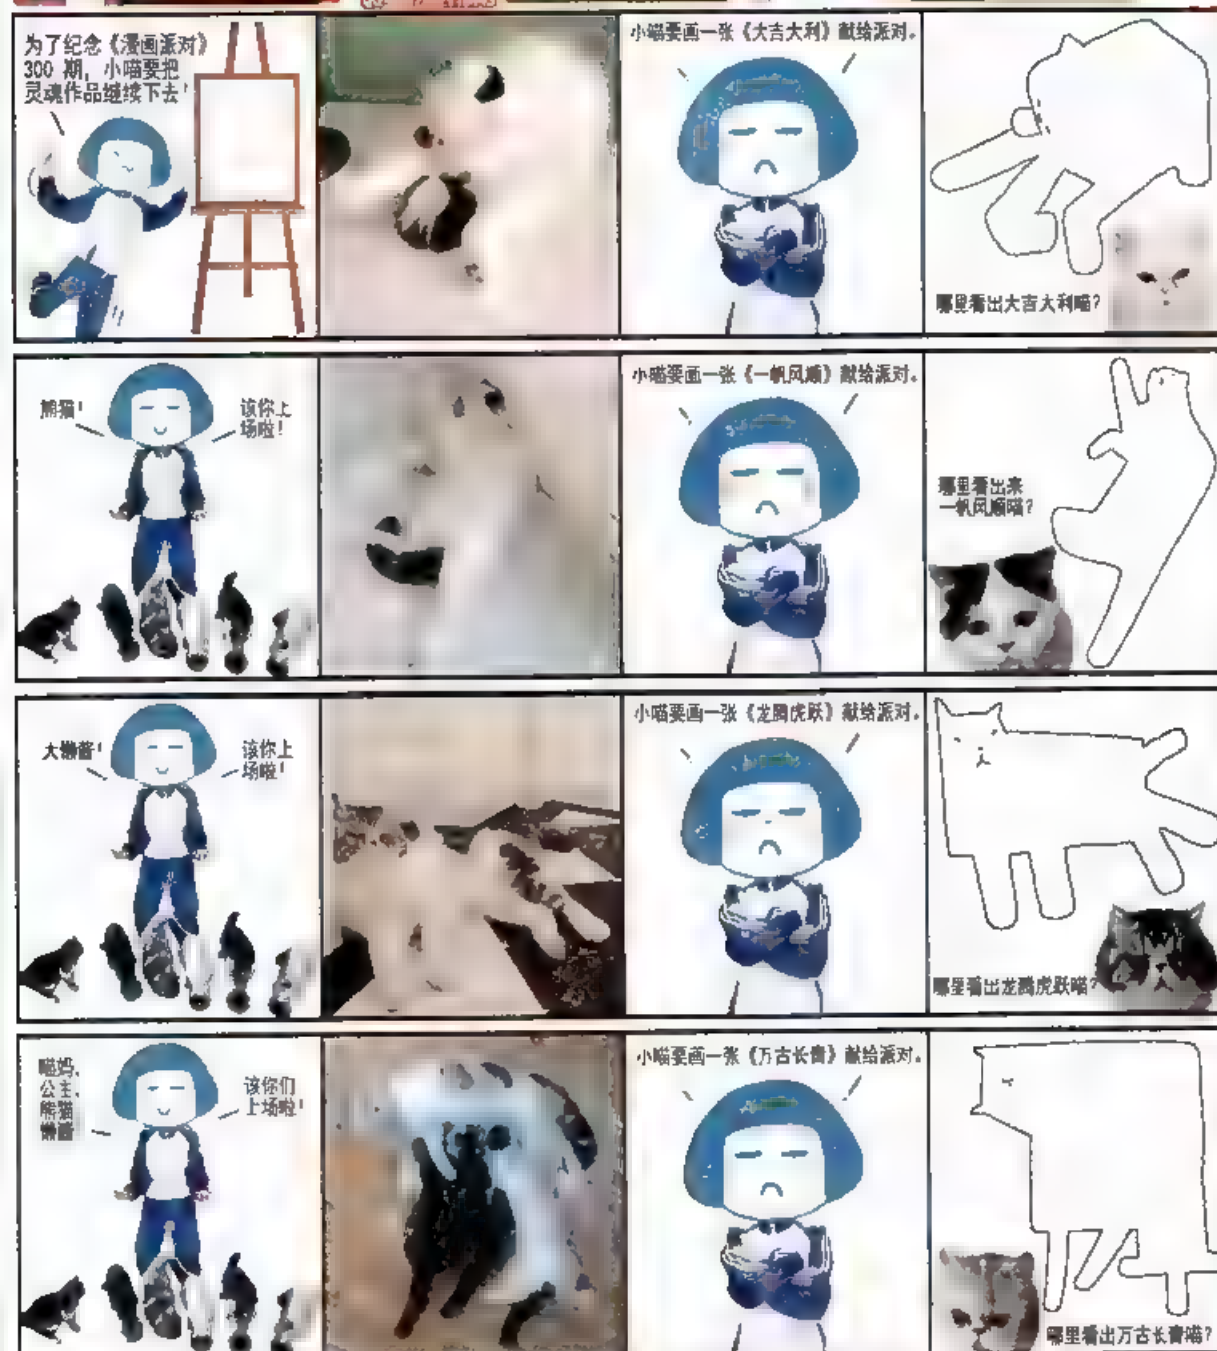 为了纪念《漫画派对》
300 期，小喵要把
灵魂作品继续下去！
小喵要画一张《大吉大利》献给派对。
哪里看出大吉大利喵？
熊猫！
该你上
场啦！
小喵要画一张《一帆风顺》献给派对。
哪里看出来
一帆风顺喵？
大懒酱！
该你上
场啦！
小喵要画一张《龙腾虎跃》献给派对。
哪里看出龙腾虎跃喵？
喵妈、
公主、
熊猫
懒酱
该你们
上场啦！
小喵要画一张《万古长青》献给派对。
哪里看出万古长青喵？